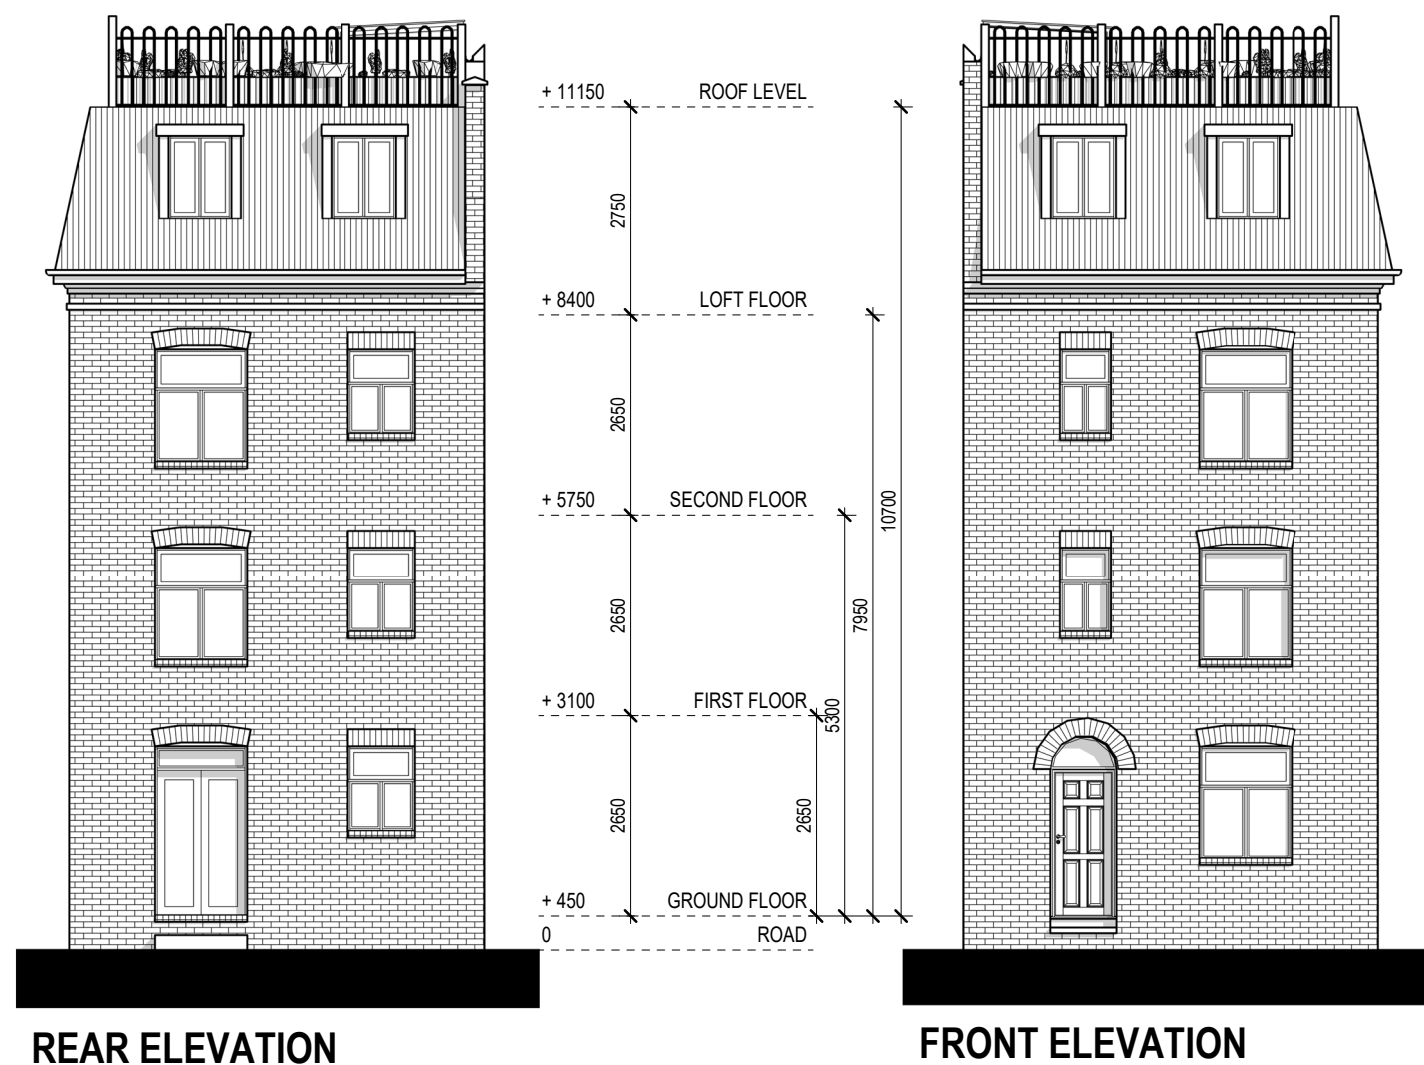 + 11150 ROOF LEVEL
2750
+ 8400 LOFT FLOOR
2650
+ 5750 SECOND FLOOR
10700
2650
7950
+ 3100 FIRST FLOOR
5300
2650
2650
+ 450 GROUND FLOOR
0 ROAD
REAR ELEVATION
FRONT ELEVATION